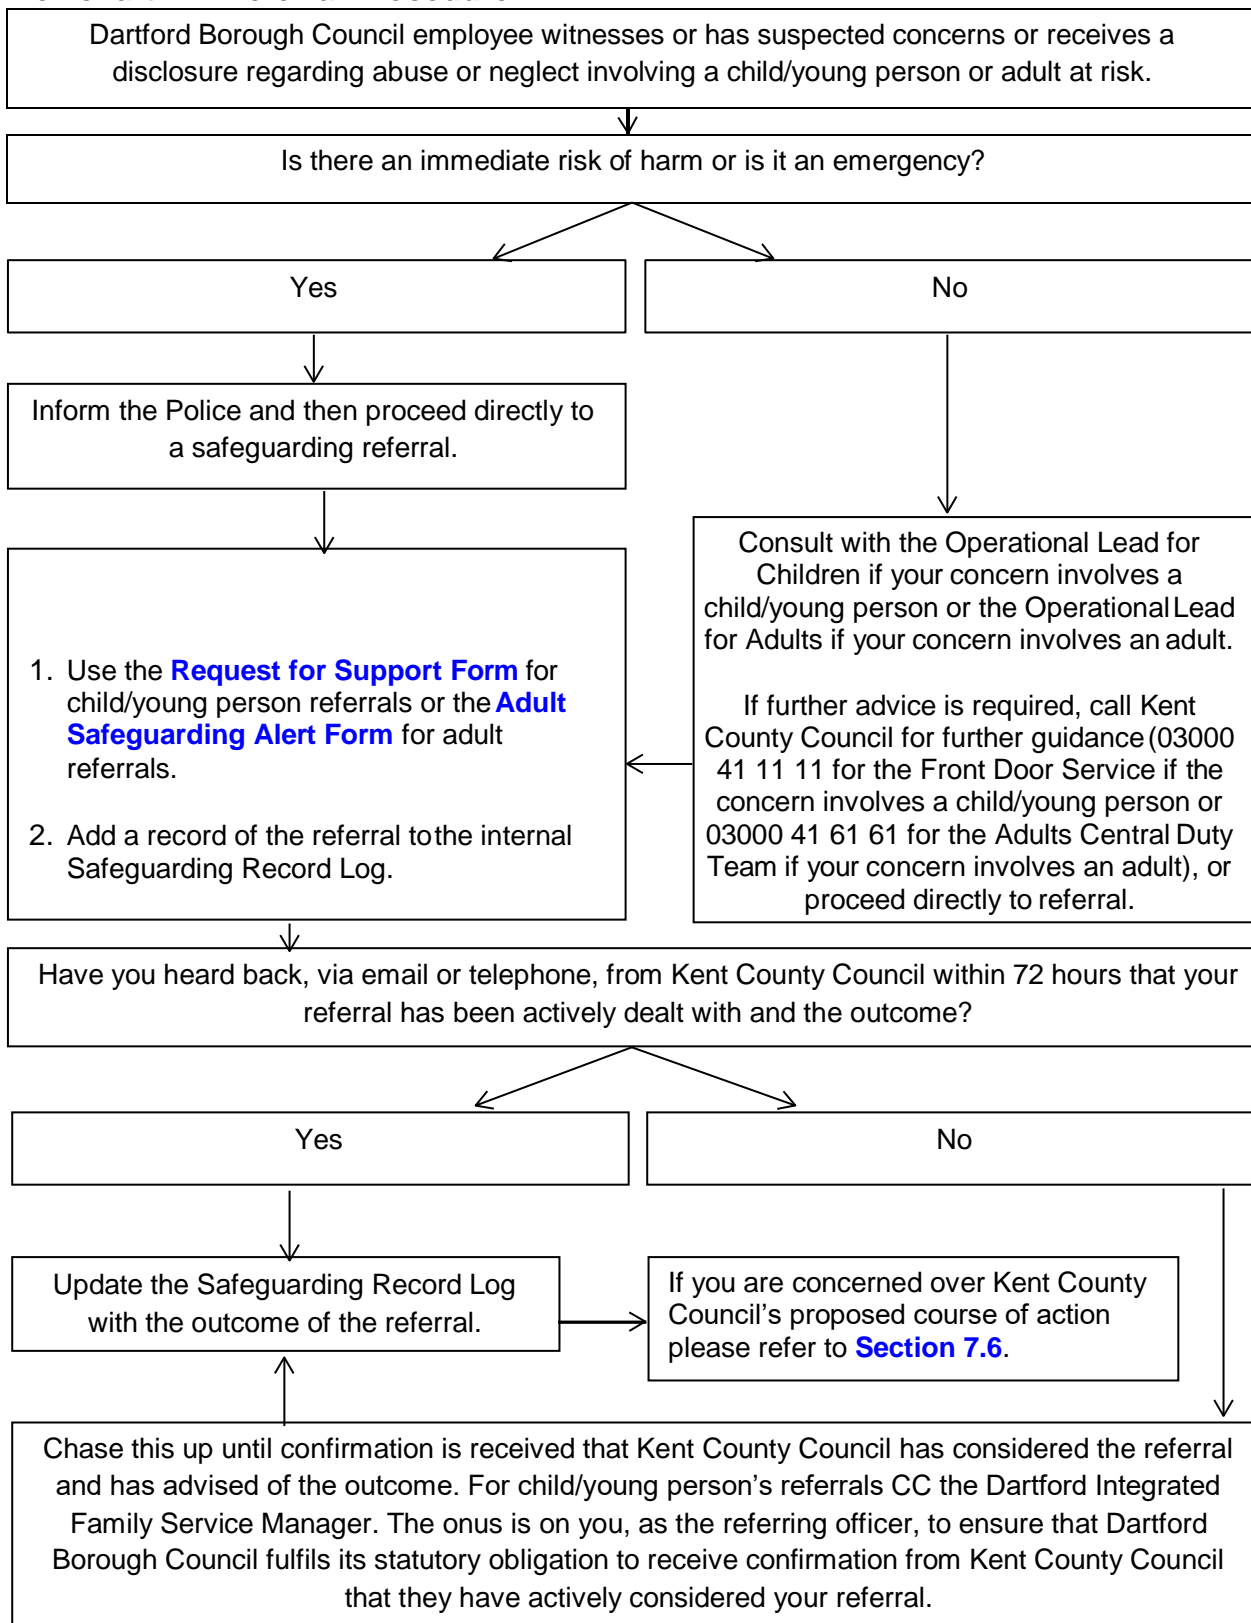 Dartford Borough Council employee witnesses or has suspected concerns or receives a
disclosure regarding abuse or neglect involving a child/young person or adult at risk.
Is there an immediate risk of harm or is it an emergency?
Yes
No
Inform the Police and then proceed directly to
a safeguarding referral.
Consult with the Operational Lead for
Children if your concern involves a
child/young person or the Operational Lead
for Adults if your concern involves an adult.
If further advice is required, call Kent
County Council for further guidance (03000
41 11 11 for the Front Door Service if the
concern involves a child/young person or
03000 41 61 61 for the Adults Central Duty
Team if your concern involves an adult), or
proceed directly to referral.
1. Use the Request for Support Form for
child/young person referrals or the Adult
Safeguarding Alert Form for adult
referrals.
2. Add a record of the referral to the internal
Safeguarding Record Log.
Have you heard back, via email or telephone, from Kent County Council within 72 hours that your
referral has been actively dealt with and the outcome?
Yes
No
Update the Safeguarding Record Log
with the outcome of the referral.
If you are concerned over Kent County
Council's proposed course of action
please refer to Section 7.6.
Chase this up until confirmation is received that Kent County Council has considered the referral
and has advised of the outcome. For child/young person's referrals CC the Dartford Integrated
Family Service Manager. The onus is on you, as the referring officer, to ensure that Dartford
Borough Council fulfils its statutory obligation to receive confirmation from Kent County Council
that they have actively considered your referral.